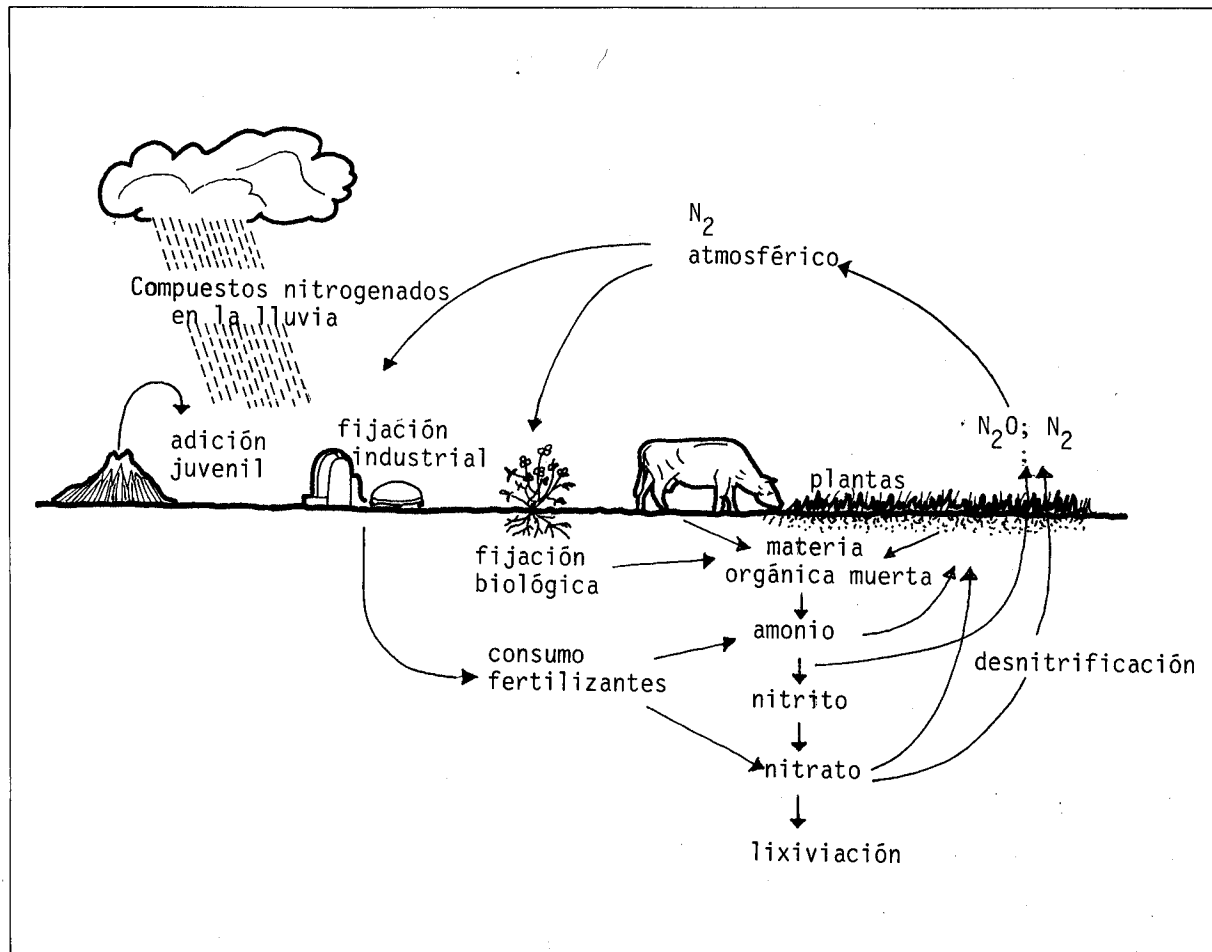 N2
atmosférico
Compuestos nitrogenados
en la lluvia
adición
juvenil
fijación
industrial
N2O; N2
plantas
fijación
biológica
materia
orgánica muerta
amonio
consumo
fertilizantes
desnitrificación
nitrito
nitrato
lixiviación